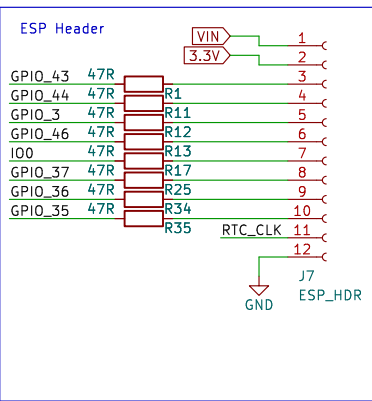 ESP Header
VIN 1
3.3V 2
GPIO_43 47R R1 3
GPIO_44 47R R11 4
GPIO_3 47R R12 5
GPIO_46 47R R13 6
IO0 47R R17 7
GPIO_37 47R R25 8
GPIO_36 47R R34 9
GPIO_35 47R R35 10
RTC_CLK 11
12
GND
J7
ESP_HDR